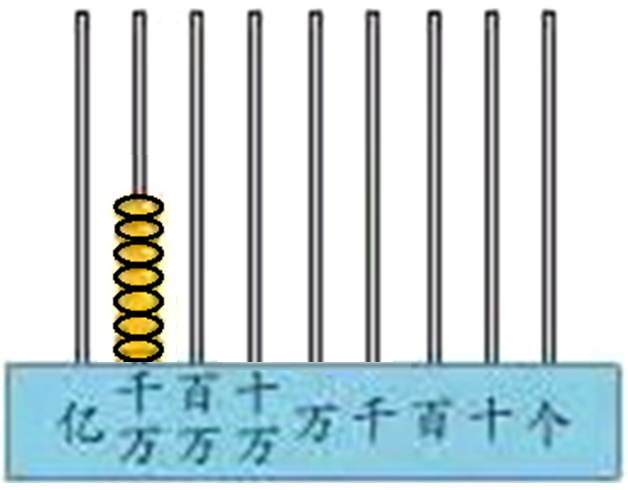 亿 千万 百万 十万 万 千 百 十 个